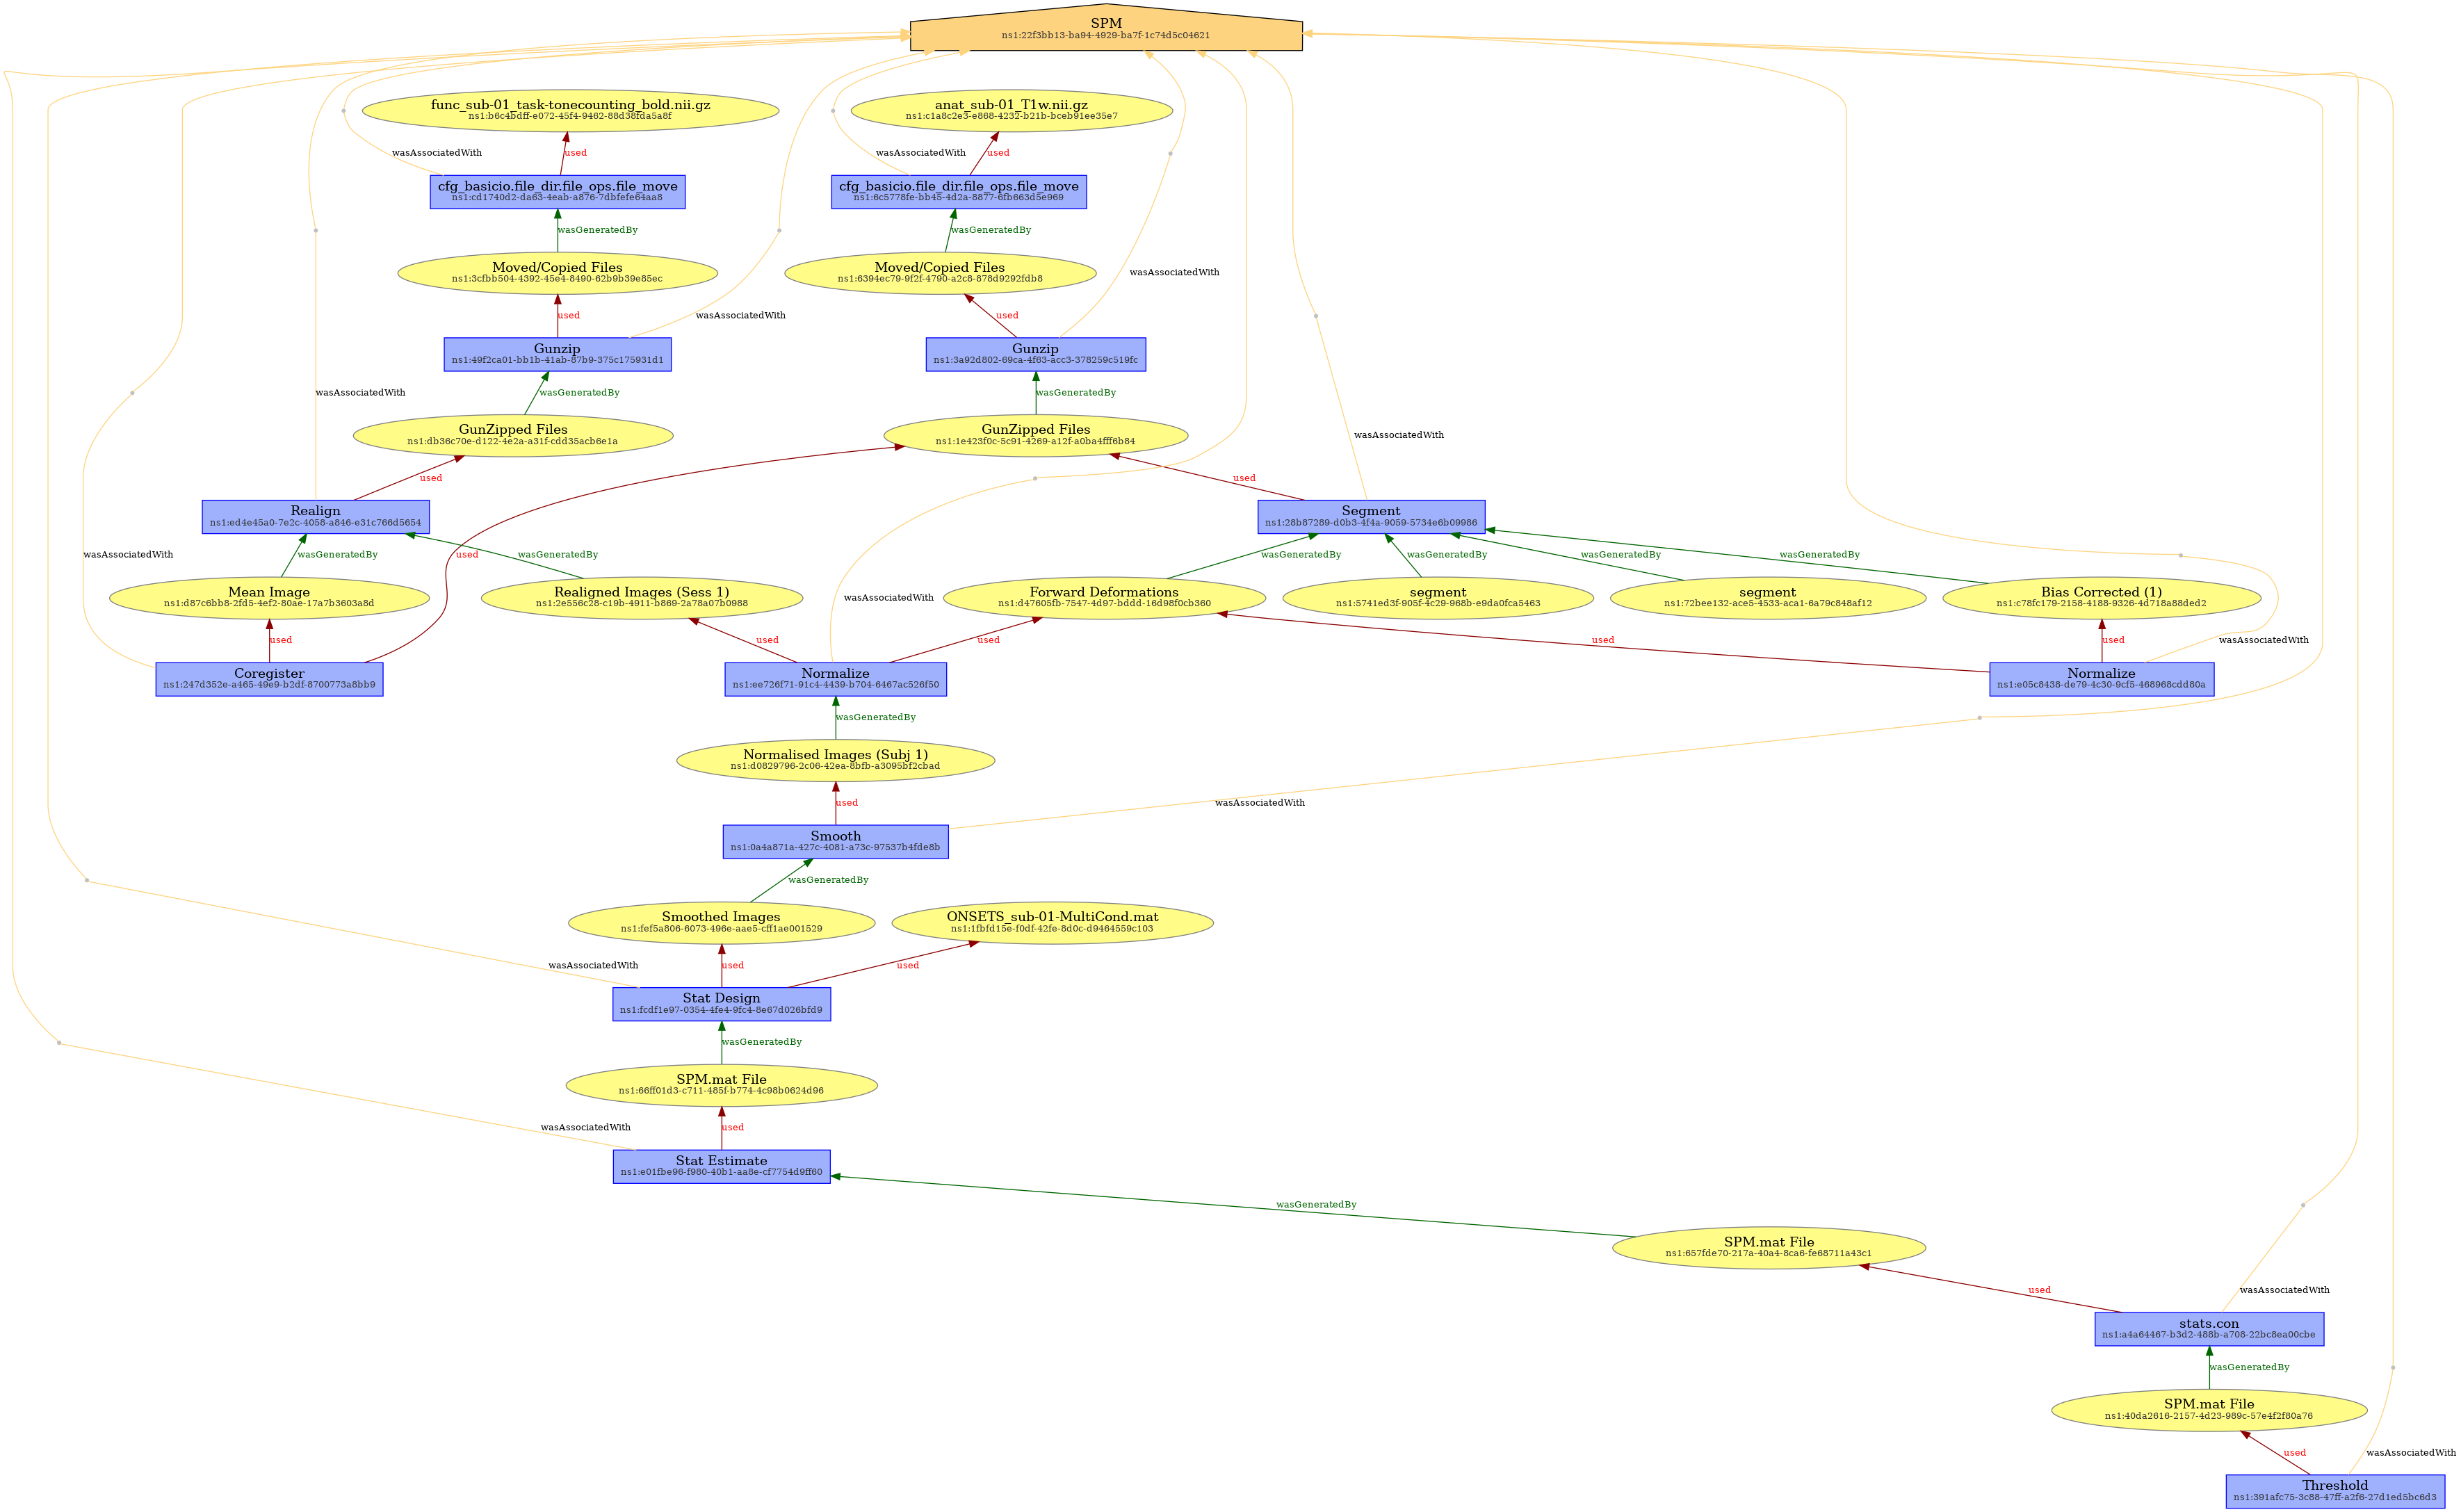 SPM
ns1:22f3bb13-ba94-4929-ba7f-1c74d5c04621
func_sub-01_task-tonecounting_bold.nii.gz
ns1:b6c4bdff-e072-45f4-9462-88d38fda5a8f
anat_sub-01_T1w.nii.gz
ns1:c1a8c2e3-e868-4232-b21b-bceb91ee35e7
wasAssociatedWith
used
wasAssociatedWith
used
cfg_basicio.file_dir.file_ops.file_move
ns1:cd1740d2-da63-4eab-a876-7dbfefe64aa8
cfg_basicio.file_dir.file_ops.file_move
ns1:6c5778fe-bb45-4d2a-8877-6fb663d5e969
wasGeneratedBy
wasGeneratedBy
Moved/Copied Files
ns1:3cfbb504-4392-45e4-8490-62b9b39e85ec
Moved/Copied Files
ns1:6394ec79-9f2f-4790-a2c8-878d9292fdb8
wasAssociatedWith
used
wasAssociatedWith
used
Gunzip
ns1:49f2ca01-bb1b-41ab-87b9-375c175931d1
Gunzip
ns1:3a92d802-69ca-4f63-acc3-378259c519fc
wasAssociatedWith
wasGeneratedBy
wasGeneratedBy
GunZipped Files
ns1:db36c70e-d122-4e2a-a31f-cdd35acb6e1a
GunZipped Files
ns1:1e423f0c-5c91-4269-a12f-a0ba4fff6b84
wasAssociatedWith
used
used
Realign
ns1:ed4e45a0-7e2c-4058-a846-e31c766d5654
Segment
ns1:28b87289-d0b3-4f4a-9059-5734e6b09986
wasAssociatedWith
wasGeneratedBy
used
wasGeneratedBy
wasGeneratedBy
wasGeneratedBy
wasGeneratedBy
wasGeneratedBy
Mean Image
ns1:d87c6bb8-2fd5-4ef2-80ae-17a7b3603a8d
Realigned Images (Sess 1)
ns1:2e556c28-c19b-4911-b869-2a78a07b0988
wasAssociatedWith
Forward Deformations
ns1:d47605fb-7547-4d97-bddd-16d98f0cb360
segment
ns1:5741ed3f-905f-4c29-968b-e9da0fca5463
segment
ns1:72bee132-ace5-4533-aca1-6a79c848af12
Bias Corrected (1)
ns1:c78fc179-2158-4188-9326-4d718a88ded2
used
used
used
used
used
wasAssociatedWith
Coregister
ns1:247d352e-a465-49e9-b2df-8700773a8bb9
Normalize
ns1:ee726f71-91c4-4439-b704-6467ac526f50
Normalize
ns1:e05c8438-de79-4c30-9cf5-468968cdd80a
wasGeneratedBy
Normalised Images (Subj 1)
ns1:d0829796-2c06-42ea-8bfb-a3095bf2cbad
used
wasAssociatedWith
Smooth
ns1:0a4a871a-427c-4081-a73c-97537b4fde8b
wasGeneratedBy
Smoothed Images
ns1:fef5a806-6073-496e-aae5-cff1ae001529
ONSETS_sub-01-MultiCond.mat
ns1:1fbfd15e-f0df-42fe-8d0c-d9464559c103
wasAssociatedWith
used
used
Stat Design
ns1:fcdf1e97-0354-4fe4-9fc4-8e67d026bfd9
wasGeneratedBy
SPM.mat File
ns1:66ff01d3-c711-485f-b774-4c98b0624d96
wasAssociatedWith
used
Stat Estimate
ns1:e01fbe96-f980-40b1-aa8e-cf7754d9ff60
wasGeneratedBy
SPM.mat File
ns1:657fde70-217a-40a4-8ca6-fe68711a43c1
used
wasAssociatedWith
stats.con
ns1:a4a64467-b3d2-488b-a708-22bc8ea00cbe
wasGeneratedBy
SPM.mat File
ns1:40da2616-2157-4d23-989c-57e4f2f80a76
used
wasAssociatedWith
Threshold
ns1:391afc75-3c88-47ff-a2f6-27d1ed5bc6d3